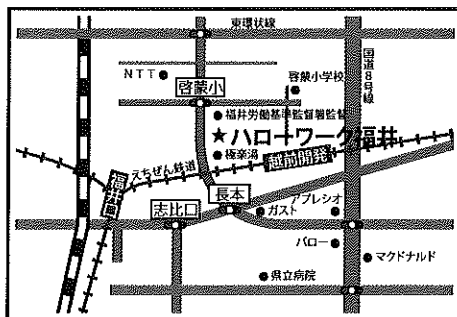 東環状線
国道8号線
NTT
啓蒙小学校
啓蒙小
福井労働基準監督署監督
★ハローワーク福井
極楽湯
越前開発
えちぜん鉄道
福井口
長本
志比口
アプレシオ
ガスト
バロー
マクドナルド
県立病院